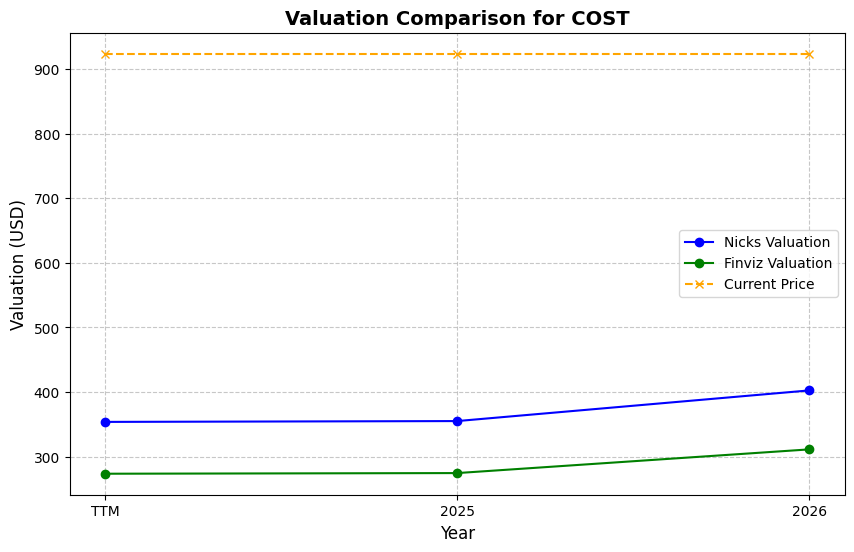 Valuation Comparison for COST
Valuation (USD)
900
800
700
600
500
400
300
Nicks Valuation
Finviz Valuation
Current Price
TTM
2025
2026
Year